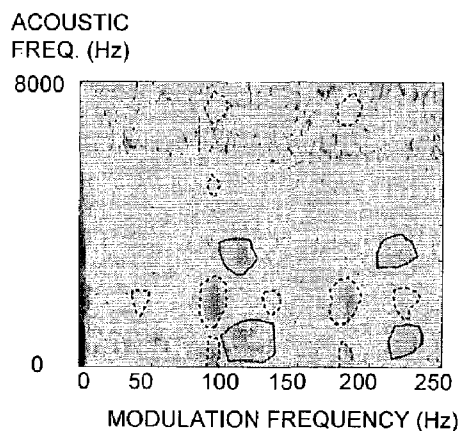 ACOUSTIC
FREQ. (Hz)
8000
0
0 50 100 150 200 250
MODULATION FREQUENCY (Hz)